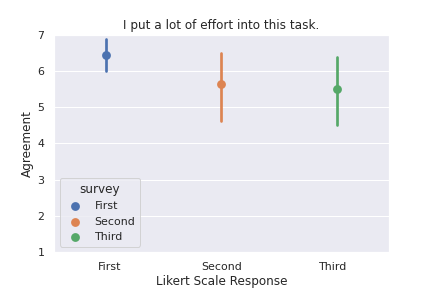 I put a lot of effort into this task.
7
6
5
4
3
2
1
Agreement
survey
First
Second
Third
First Second Third
Likert Scale Response